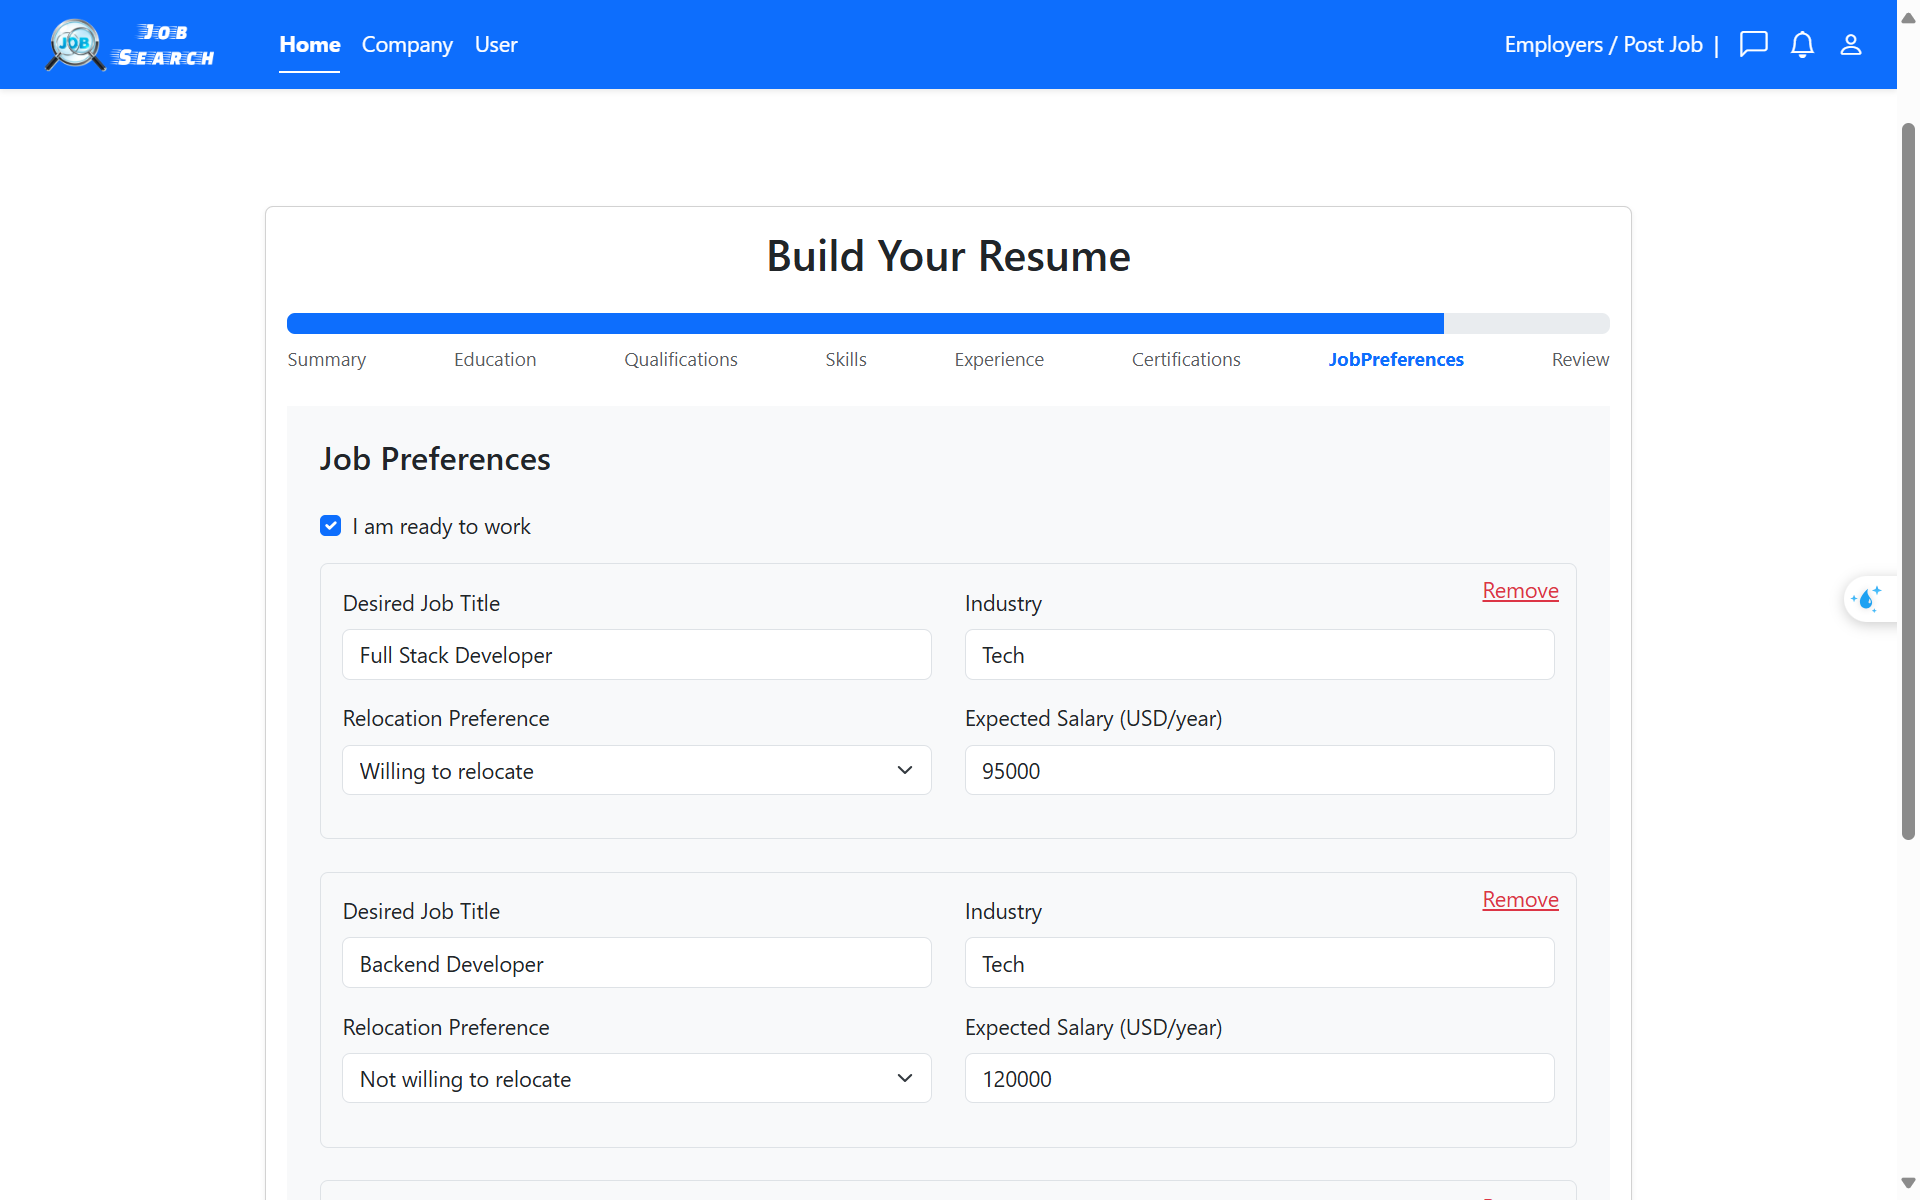 JOB
JOB
SEARCH
Home Company User
Employers / Post Job |
Build Your Resume
Summary Education Qualifications Skills Experience Certifications JobPreferences Review
Job Preferences
I am ready to work
Remove
Desired Job Title Industry
Full Stack Developer Tech
Relocation Preference Expected Salary (USD/year)
Willing to relocate 95000
Remove
Desired Job Title Industry
Backend Developer Tech
Relocation Preference Expected Salary (USD/year)
Not willing to relocate 120000